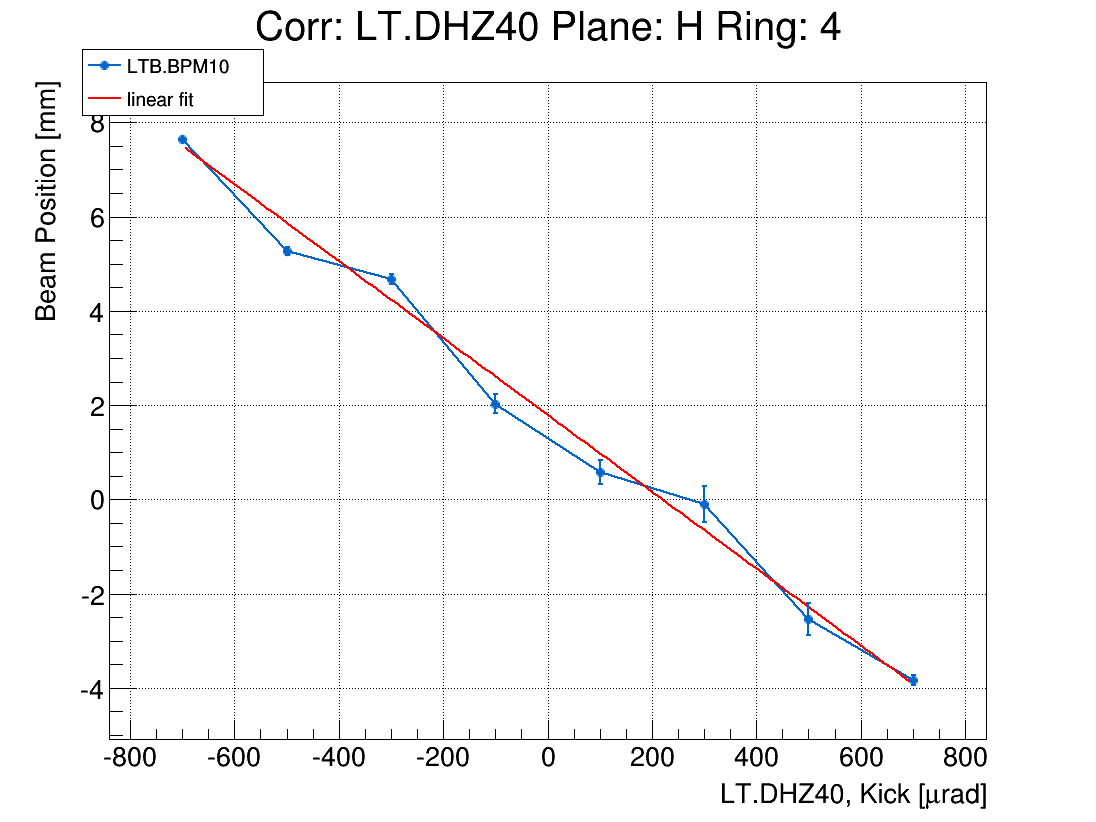 Corr: LT.DHZ40 Plane: H Ring: 4
LTB.BPM10
linear fit
Beam Position [mm]
8
6
4
2
0
-2
-4
-800 -600 -400 -200 0 200 400 600 800
LT.DHZ40, Kick [μrad]